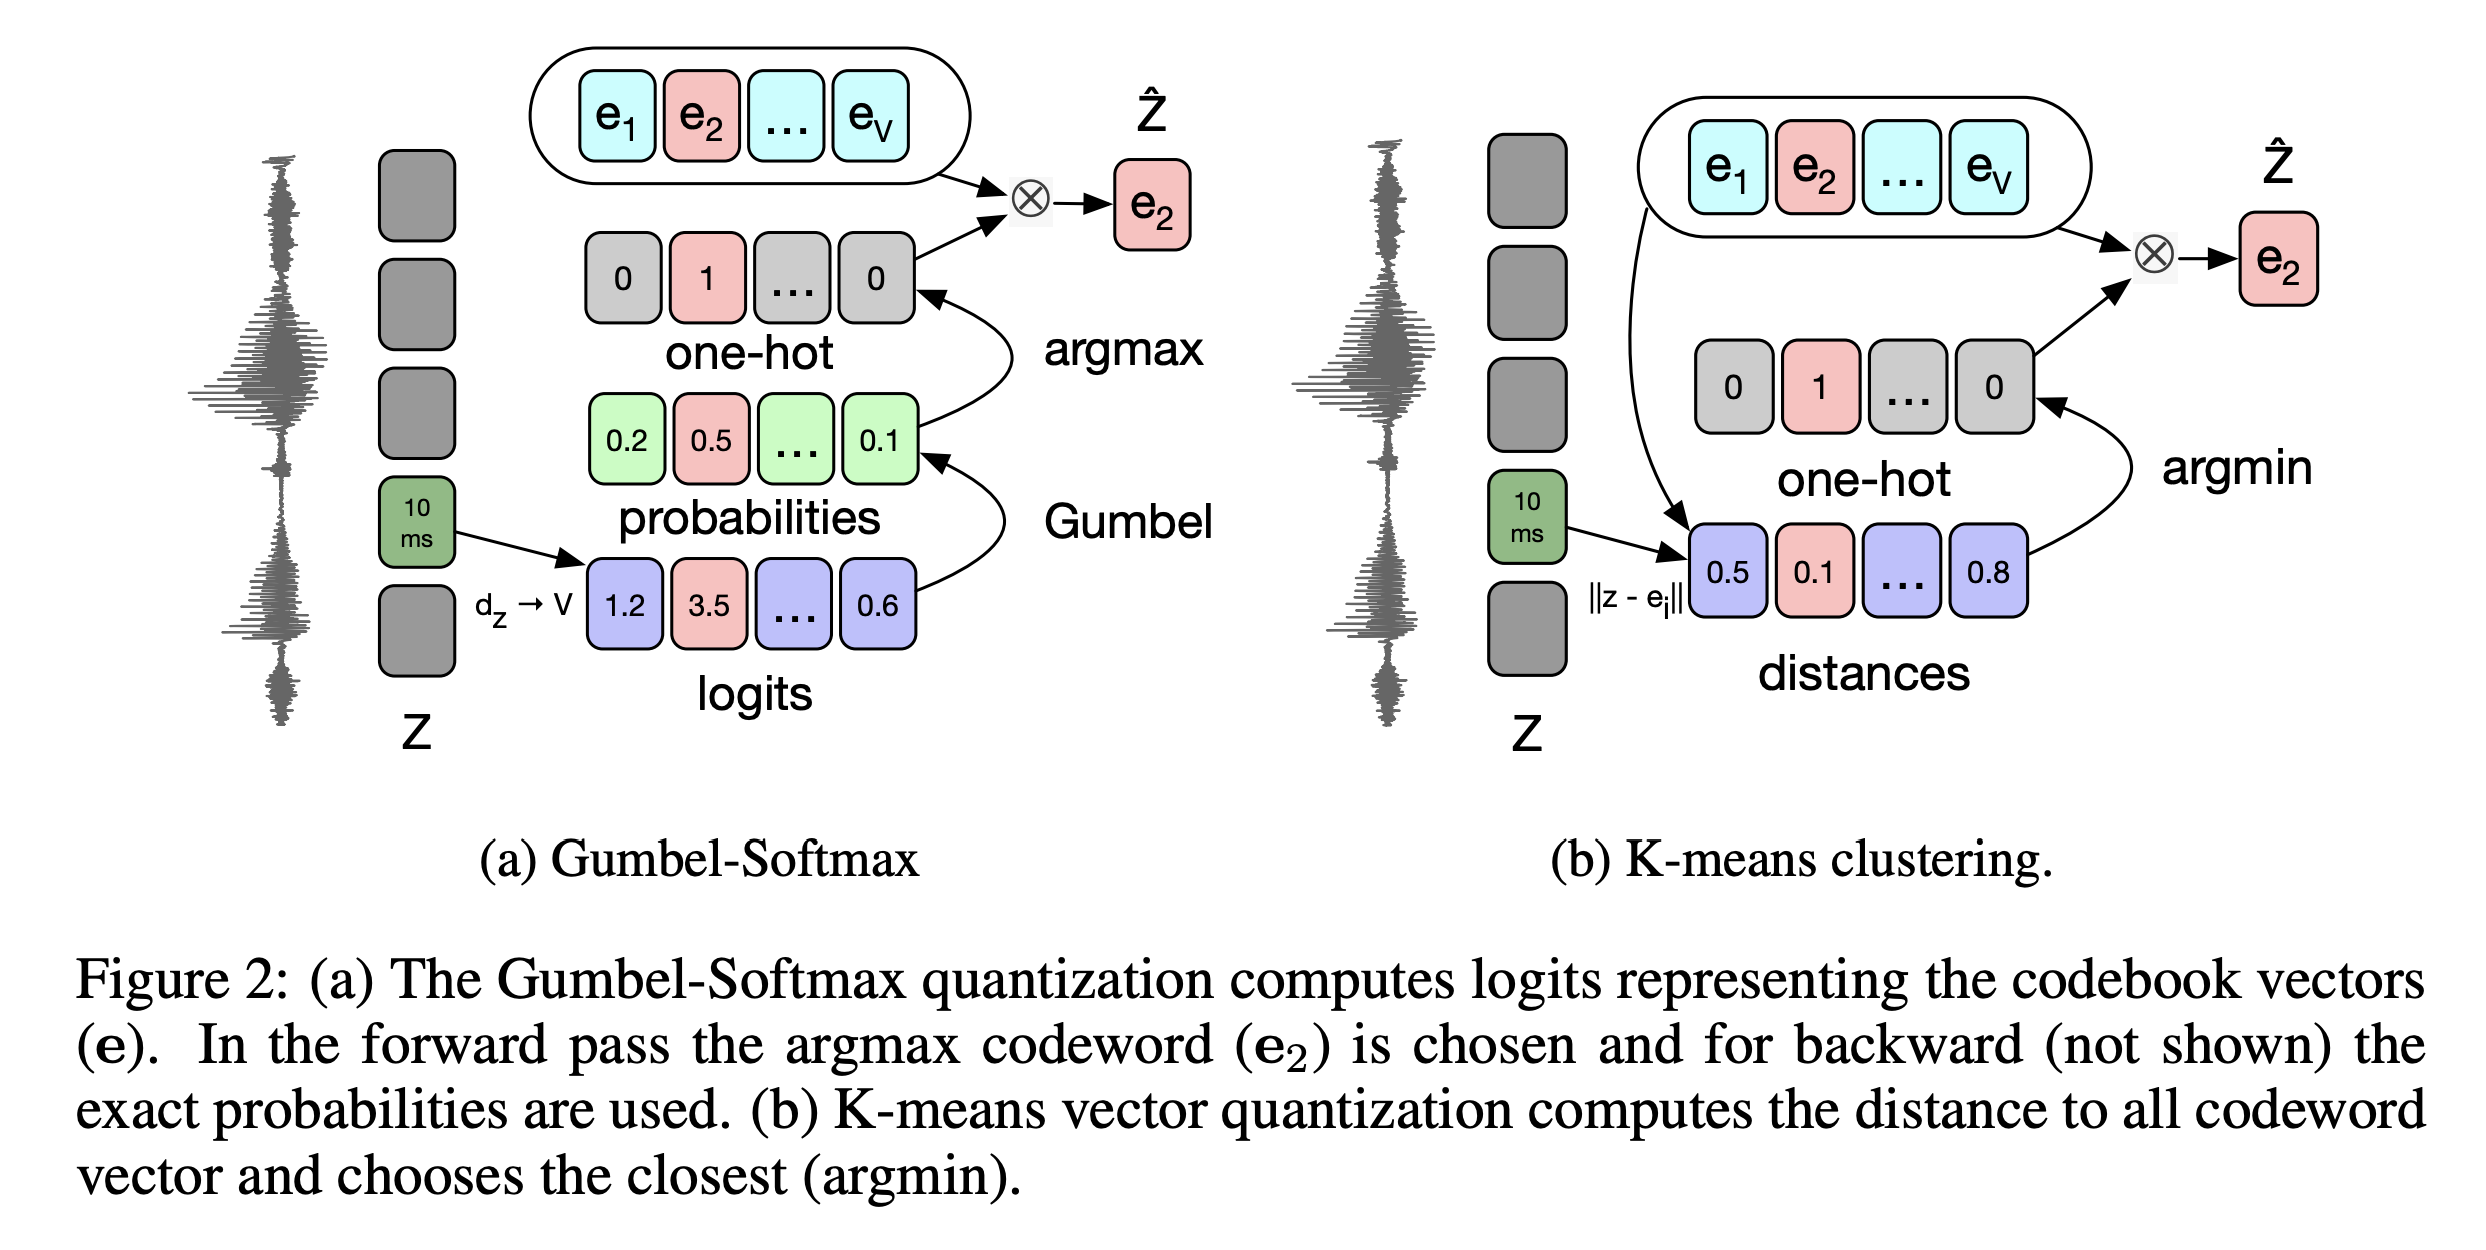 e1 e2 ... eV
Ẑ
e2
0 1 ... 0
one-hot
argmax
0.2 0.5 ... 0.1
probabilities
Gumbel
10
ms
dz → V
1.2 3.5 ... 0.6
logits
Z
e1 e2 ... eV
Ẑ
e2
0 1 ... 0
one-hot
argmin
10
ms
||z - ei||
0.5 0.1 ... 0.8
distances
Z
(a) Gumbel-Softmax
(b) K-means clustering.
Figure 2: (a) The Gumbel-Softmax quantization computes logits representing the codebook vectors
(e). In the forward pass the argmax codeword (e2) is chosen and for backward (not shown) the
exact probabilities are used. (b) K-means vector quantization computes the distance to all codeword
vector and chooses the closest (argmin).